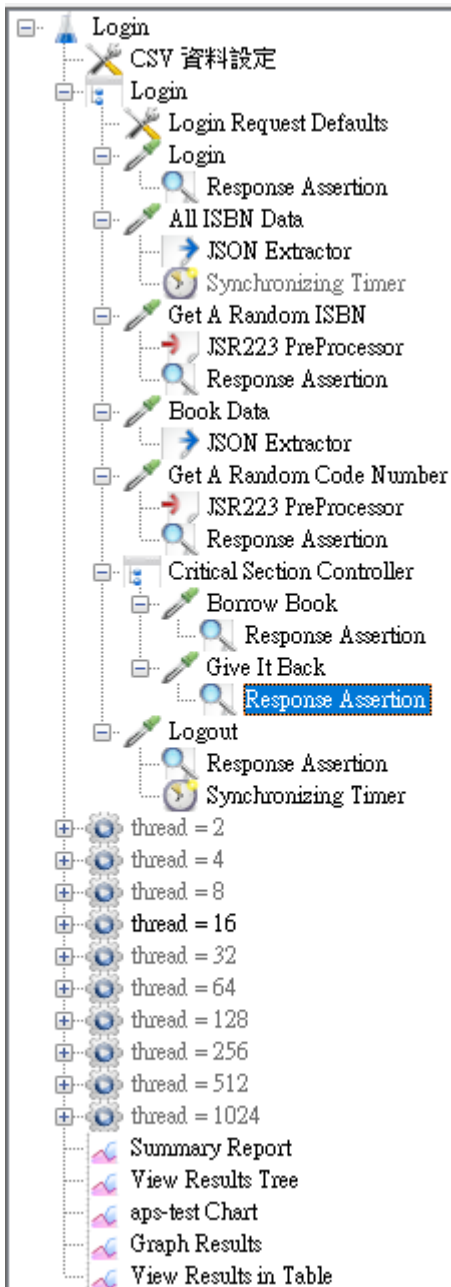 Login
CSV 資料設定
Login
Login Request Defaults
Login
Response Assertion
All ISBN Data
JSON Extractor
Synchronizing Timer
Get A Random ISBN
JSR223 PreProcessor
Response Assertion
Book Data
JSON Extractor
Get A Random Code Number
JSR223 PreProcessor
Response Assertion
Critical Section Controller
Borrow Book
Response Assertion
Give It Back
Response Assertion
Logout
Response Assertion
Synchronizing Timer
thread = 2
thread = 4
thread = 8
thread = 16
thread = 32
thread = 64
thread = 128
thread = 256
thread = 512
thread = 1024
Summary Report
View Results Tree
aps-test Chart
Graph Results
View Results in Table